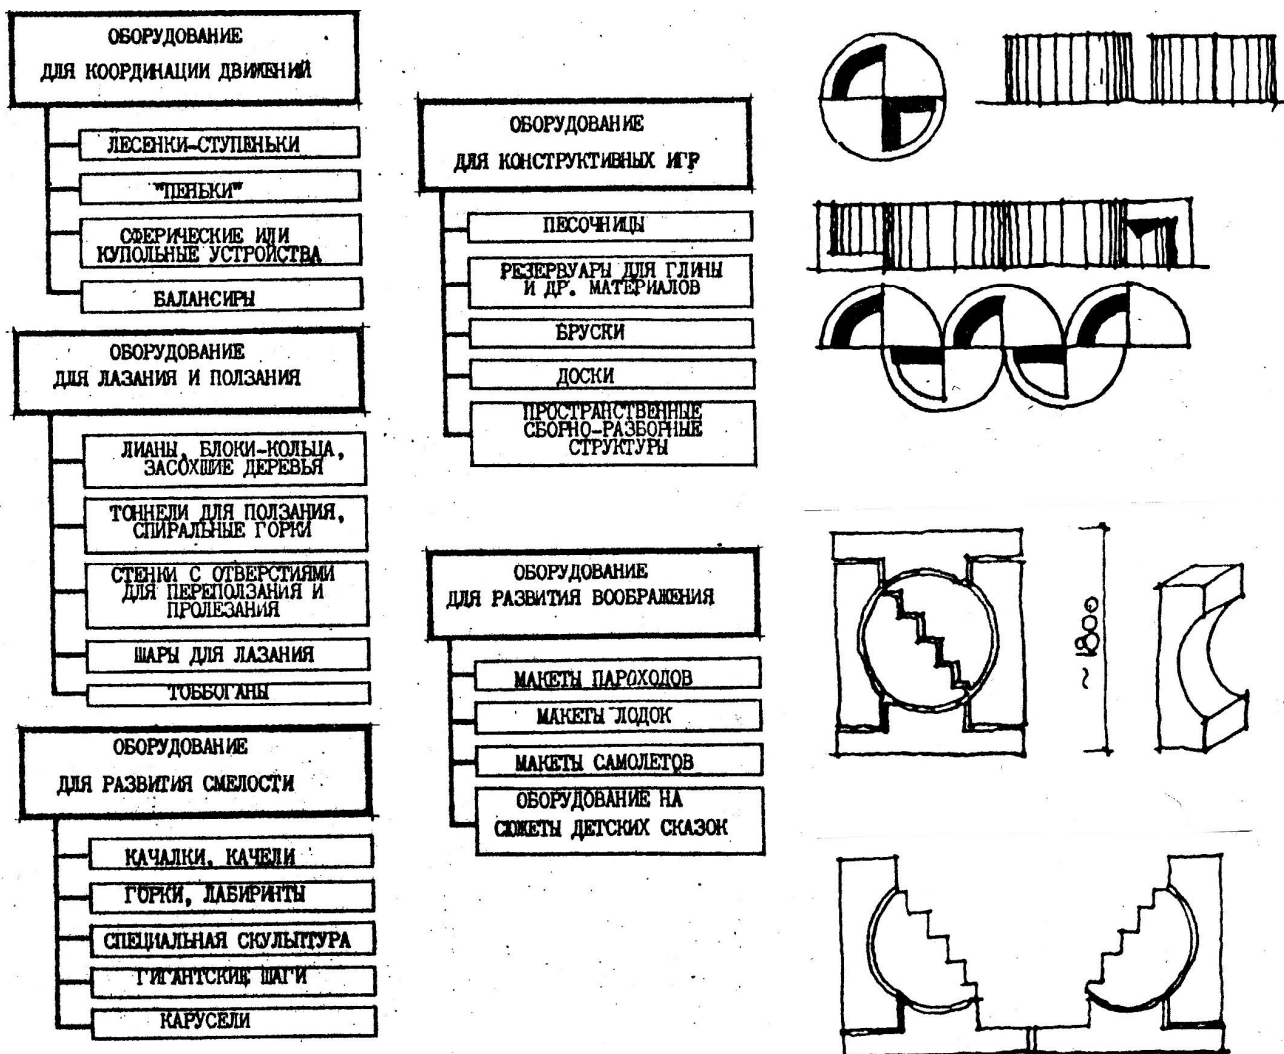 ОБОРУДОВАНИЕ
ДЛЯ КООРДИНАЦИИ ДВИЖЕНИЙ
ЛЕСЕНКИ-СТУПЕНЬКИ
"ПЕНЬКИ"
СФЕРИЧЕСКИЕ ИЛИ
КУПОЛЬНЫЕ УСТРОЙСТВА
БАЛАНСИРЫ
ОБОРУДОВАНИЕ
ДЛЯ ЛАЗАНИЯ И ПОЛЗАНИЯ
ЛИАНЫ, БЛОКИ-КОЛЬЦА,
ЗАСОХШИЕ ДЕРЕВЬЯ
ТОННЕЛИ ДЛЯ ПОЛЗАНИЯ,
СПИРАЛЬНЫЕ ГОРКИ
СТЕНКИ С ОТВЕРСТИЯМИ
ДЛЯ ПЕРЕПОЛЗАНИЯ И
ПРОЛЕЗАНИЯ
ШАРЫ ДЛЯ ЛАЗАНИЯ
ТОББОГАНЫ
ОБОРУДОВАНИЕ
ДЛЯ РАЗВИТИЯ СМЕЛОСТИ
КАЧАЛКИ, КАЧЕЛИ
ГОРКИ, ЛАБИРИНТЫ
СПЕЦИАЛЬНАЯ СКУЛЬПТУРА
ГИГАНТСКИЕ ШАГИ
КАРУСЕЛИ
ОБОРУДОВАНИЕ
ДЛЯ КОНСТРУКТИВНЫХ ИГР
ПЕСОЧНИЦЫ
РЕЗЕРВУАРЫ ДЛЯ ГЛИНЫ
И ДР. МАТЕРИАЛОВ
БРУСКИ
ДОСКИ
ПРОСТРАНСТВЕННЫЕ
СБОРНО-РАЗБОРНЫЕ
СТРУКТУРЫ
ОБОРУДОВАНИЕ
ДЛЯ РАЗВИТИЯ ВООБРАЖЕНИЯ
МАКЕТЫ ПАРОХОДОВ
МАКЕТЫ ЛОДОК
МАКЕТЫ САМОЛЕТОВ
ОБОРУДОВАНИЕ НА
СЮЖЕТЫ ДЕТСКИХ СКАЗОК
~1800